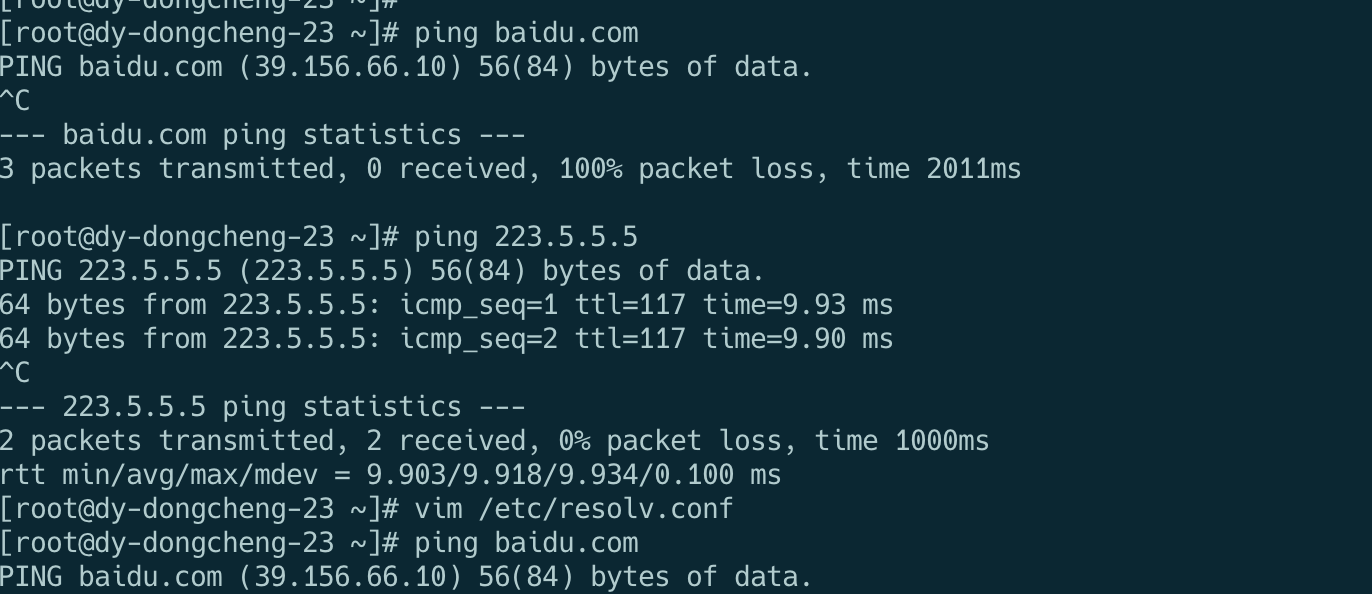 [root@dy-dongcheng-23 ~]#
[root@dy-dongcheng-23 ~]# ping baidu.com
PING baidu.com (39.156.66.10) 56(84) bytes of data.
^C
--- baidu.com ping statistics ---
3 packets transmitted, 0 received, 100% packet loss, time 2011ms
[root@dy-dongcheng-23 ~]# ping 223.5.5.5
PING 223.5.5.5 (223.5.5.5) 56(84) bytes of data.
64 bytes from 223.5.5.5: icmp_seq=1 ttl=117 time=9.93 ms
64 bytes from 223.5.5.5: icmp_seq=2 ttl=117 time=9.90 ms
^C
--- 223.5.5.5 ping statistics ---
2 packets transmitted, 2 received, 0% packet loss, time 1000ms
rtt min/avg/max/mdev = 9.903/9.918/9.934/0.100 ms
[root@dy-dongcheng-23 ~]# vim /etc/resolv.conf
[root@dy-dongcheng-23 ~]# ping baidu.com
PING baidu.com (39.156.66.10) 56(84) bytes of data.